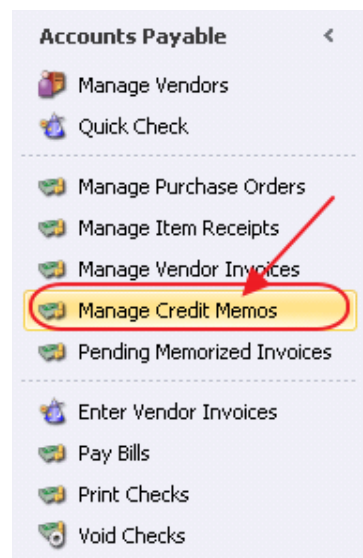 Accounts Payable
Manage Vendors
Quick Check
Manage Purchase Orders
Manage Item Receipts
Manage Vendor Invoices
Manage Credit Memos
Pending Memorized Invoices
Enter Vendor Invoices
Pay Bills
Print Checks
Void Checks